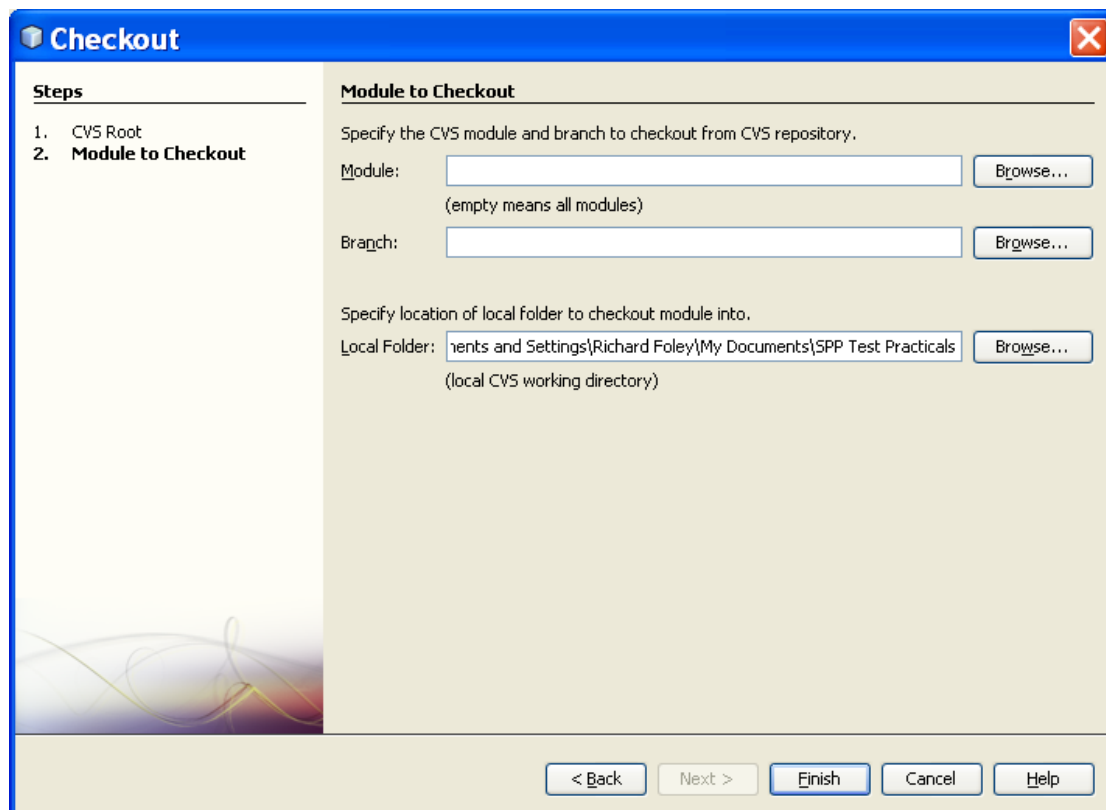 Checkout
Steps
1. CVS Root
2. Module to Checkout
Module to Checkout
Specify the CVS module and branch to checkout from CVS repository.
Module:
Browse...
(empty means all modules)
Branch:
Browse...
Specify location of local folder to checkout module into.
Local Folder: ents and Settings\Richard Foley\My Documents\SPP Test Practicals Browse...
(local CVS working directory)
< Back Next > Finish Cancel Help